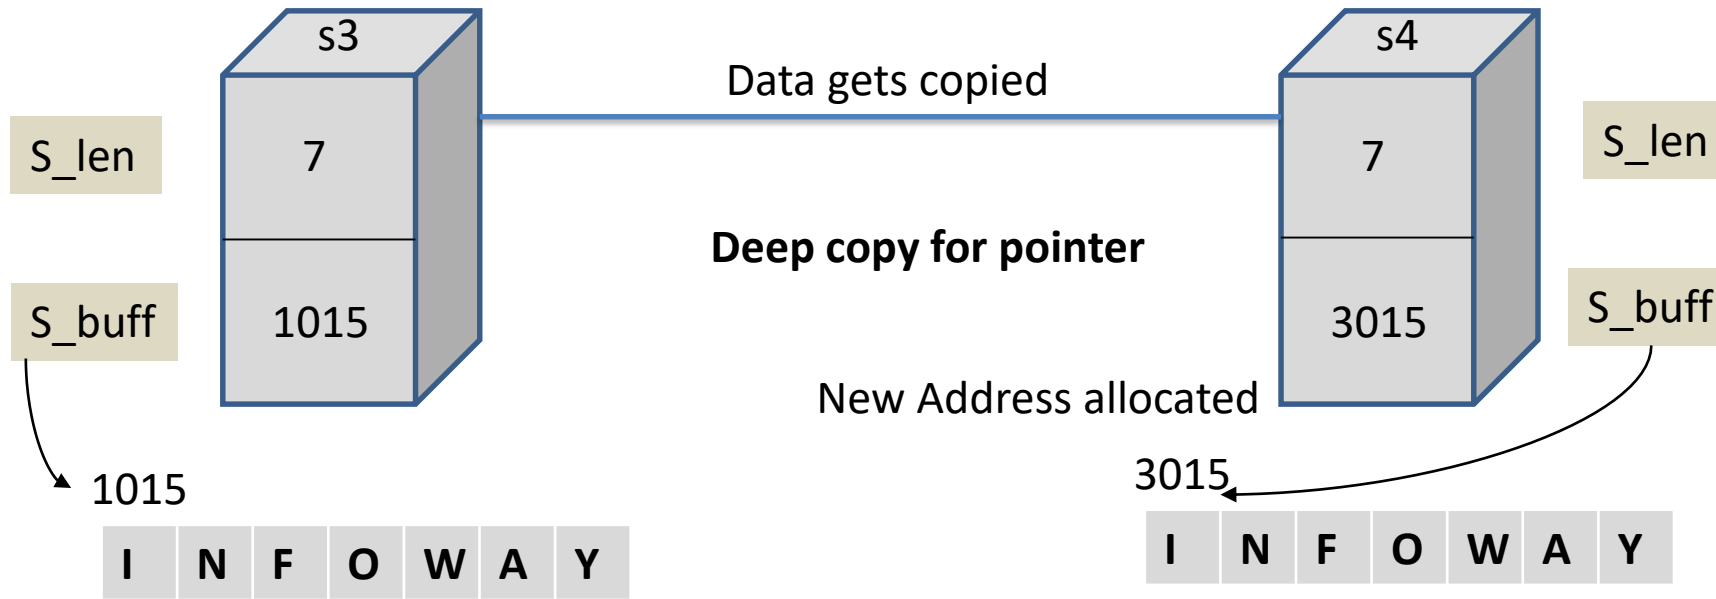 s3
s4
Data gets copied
S_len
7
7
S_len
Deep copy for pointer
S_buff
1015
3015
S_buff
New Address allocated
1015
3015
I N F O W A Y
I N F O W A Y